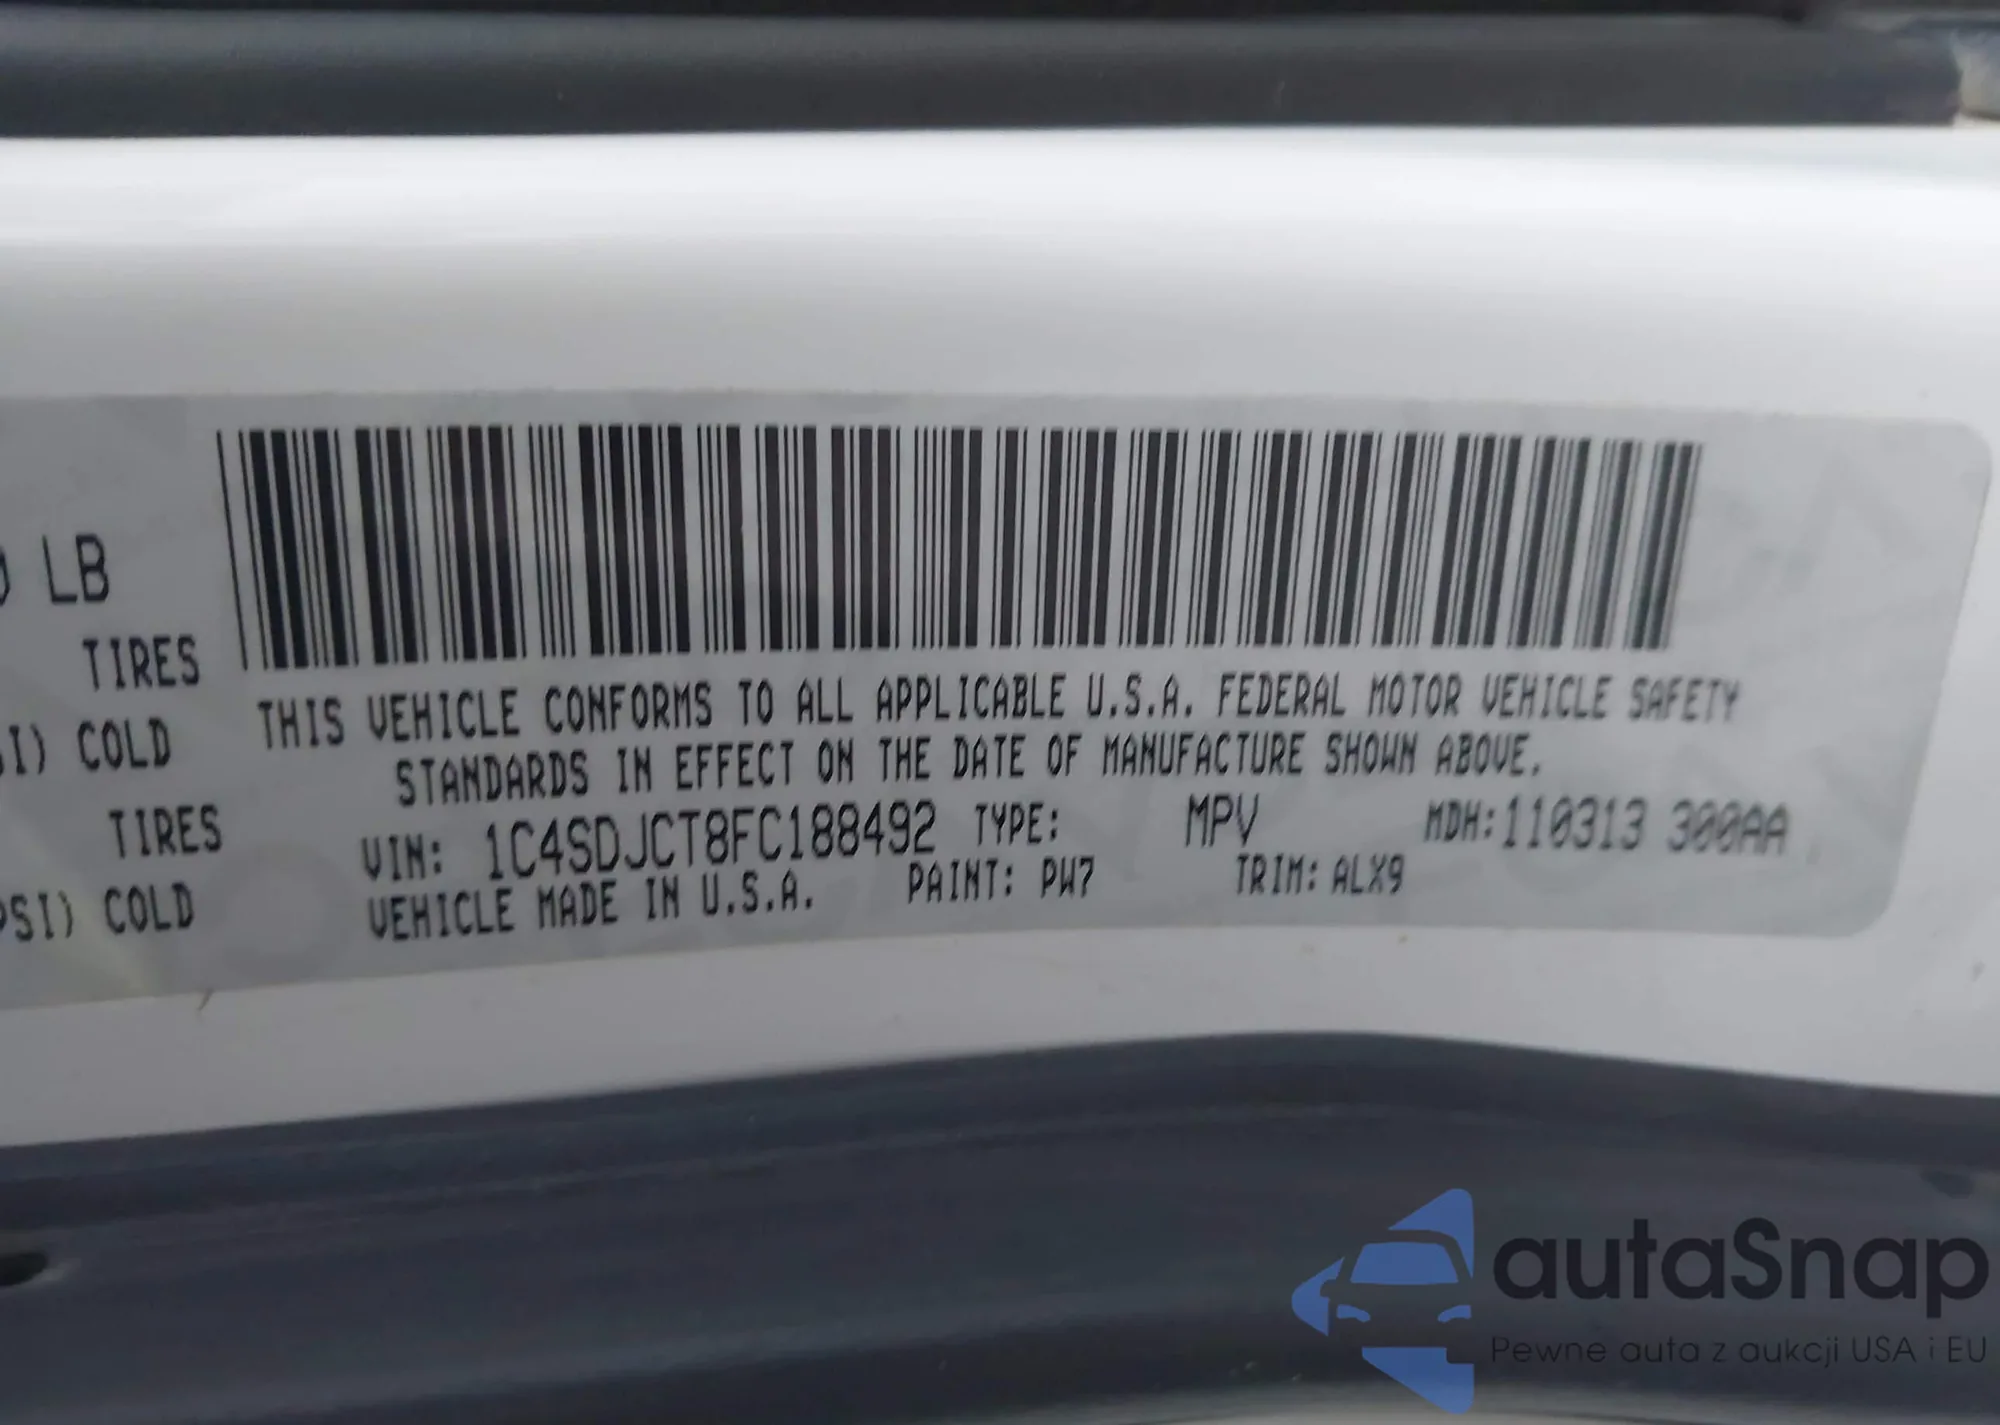 LB
TIRES
COLD
TIRES
COLD
THIS VEHICLE CONFORMS TO ALL APPLICABLE U.S.A. FEDERAL MOTOR VEHICLE SAFETY
STANDARDS IN EFFECT ON THE DATE OF MANUFACTURE SHOWN ABOVE.
VIN: 1C4SDJCT8FC188492 TYPE: MPV MDH:110313 300AA
VEHICLE MADE IN U.S.A. PAINT: PW7 TRIM: ALX9
autaSnap
Pewne auta z aukcji USA i EU